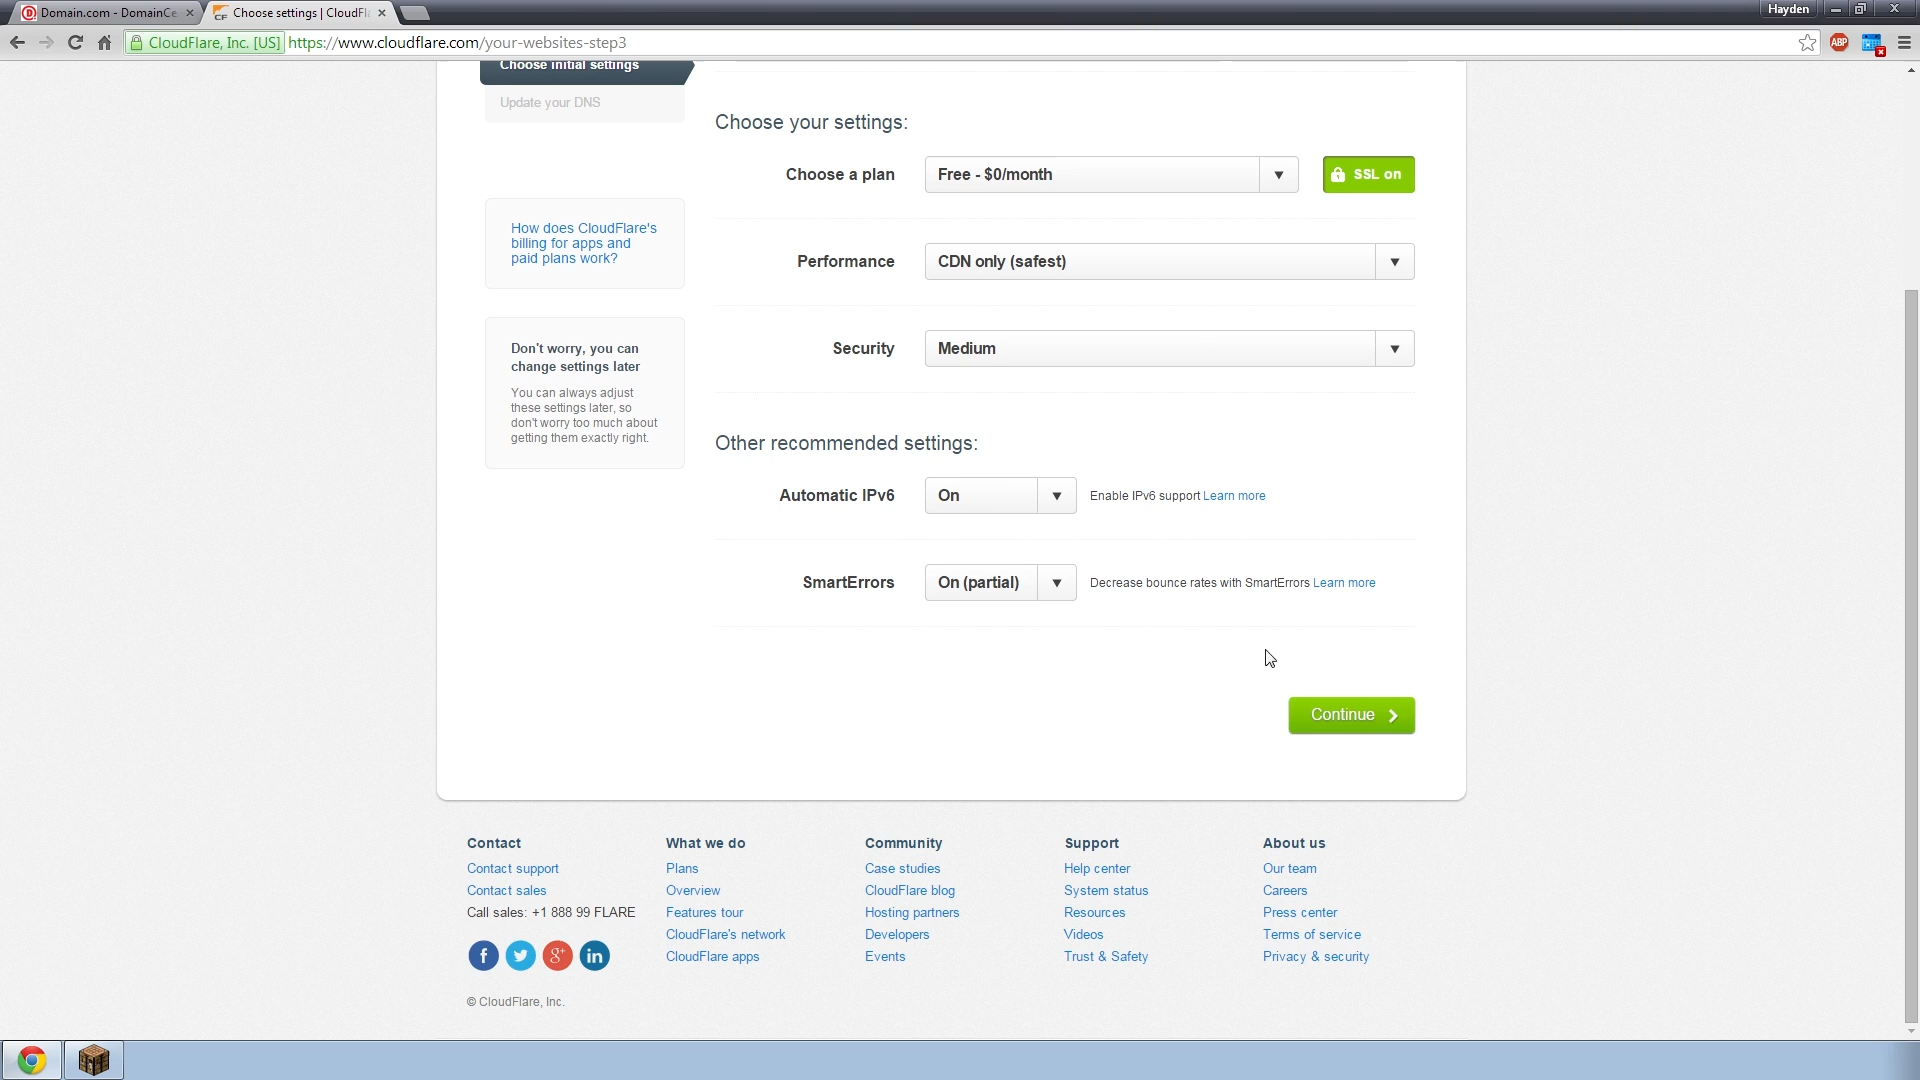 Domain.com - DomainCe
Choose settings | CloudFl
Hayden
CloudFlare, Inc. [US]
https://www.cloudflare.com/your-websites-step3
ABP
Choose initial settings
Update your DNS
How does CloudFlare's
billing for apps and
paid plans work?
Don't worry, you can
change settings later
You can always adjust
these settings later, so
don't worry too much about
getting them exactly right.
Choose your settings:
Choose a plan
Free - $0/month
SSL on
Performance
CDN only (safest)
Security
Medium
Other recommended settings:
Automatic IPv6
On
Enable IPv6 support Learn more
SmartErrors
On (partial)
Decrease bounce rates with SmartErrors Learn more
Continue
Contact
Contact support
Contact sales
Call sales: +1 888 99 FLARE
What we do
Plans
Overview
Features tour
CloudFlare's network
CloudFlare apps
Community
Case studies
CloudFlare blog
Hosting partners
Developers
Events
Support
Help center
System status
Resources
Videos
Trust & Safety
About us
Our team
Careers
Press center
Terms of service
Privacy & security
© CloudFlare, Inc.